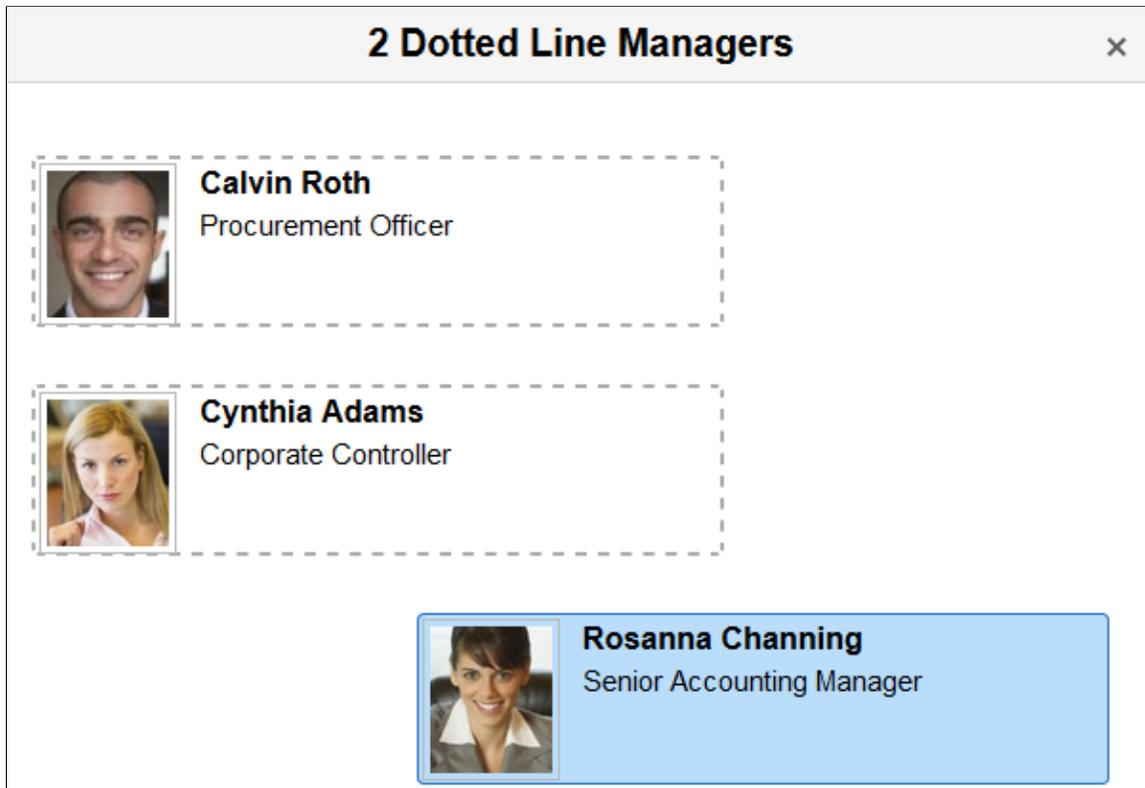 2 Dotted Line Managers
Calvin Roth
Procurement Officer
Cynthia Adams
Corporate Controller
Rosanna Channing
Senior Accounting Manager